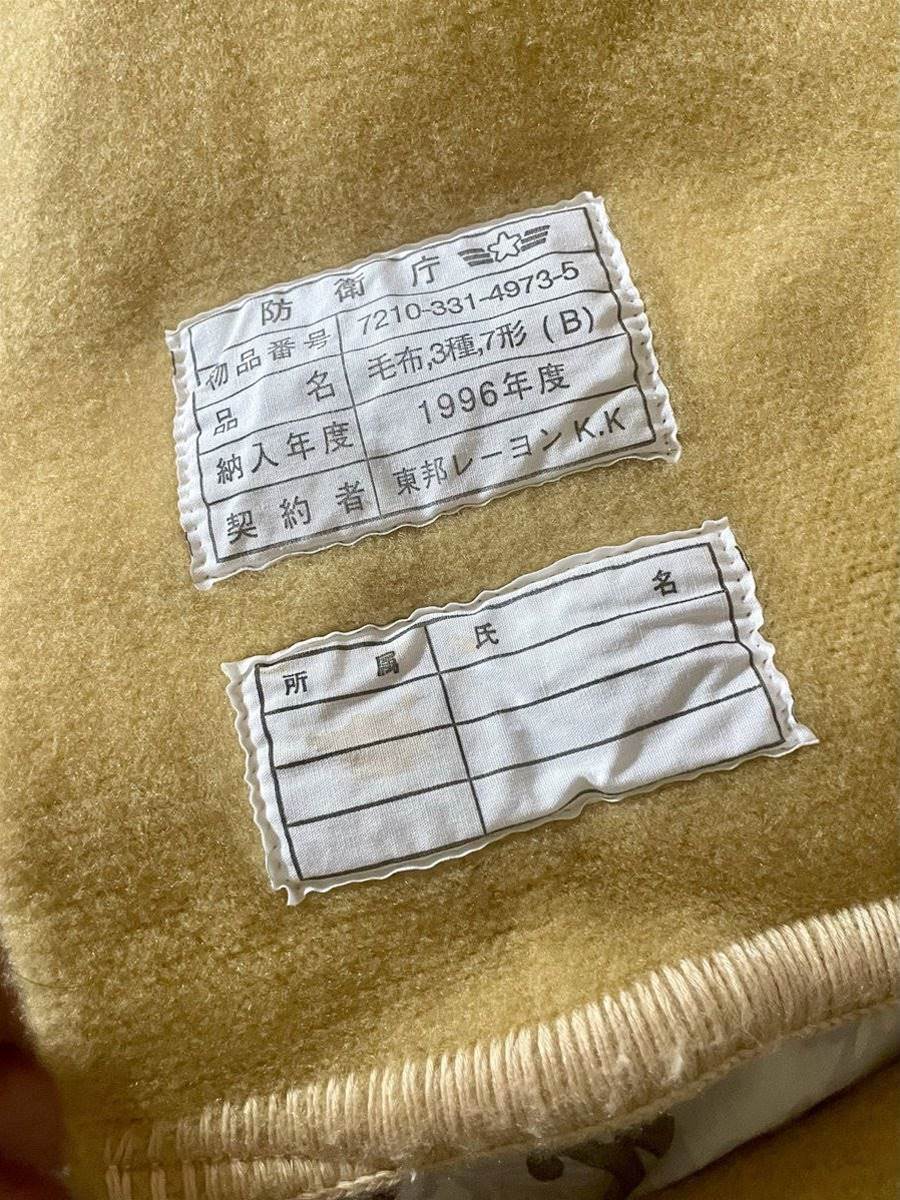 防衛庁
物品番号 7210-331-4973-5
品名 毛布,3種,7形(B)
納入年度 1996年度
契約者 東邦レーヨンK.K
所属 氏名